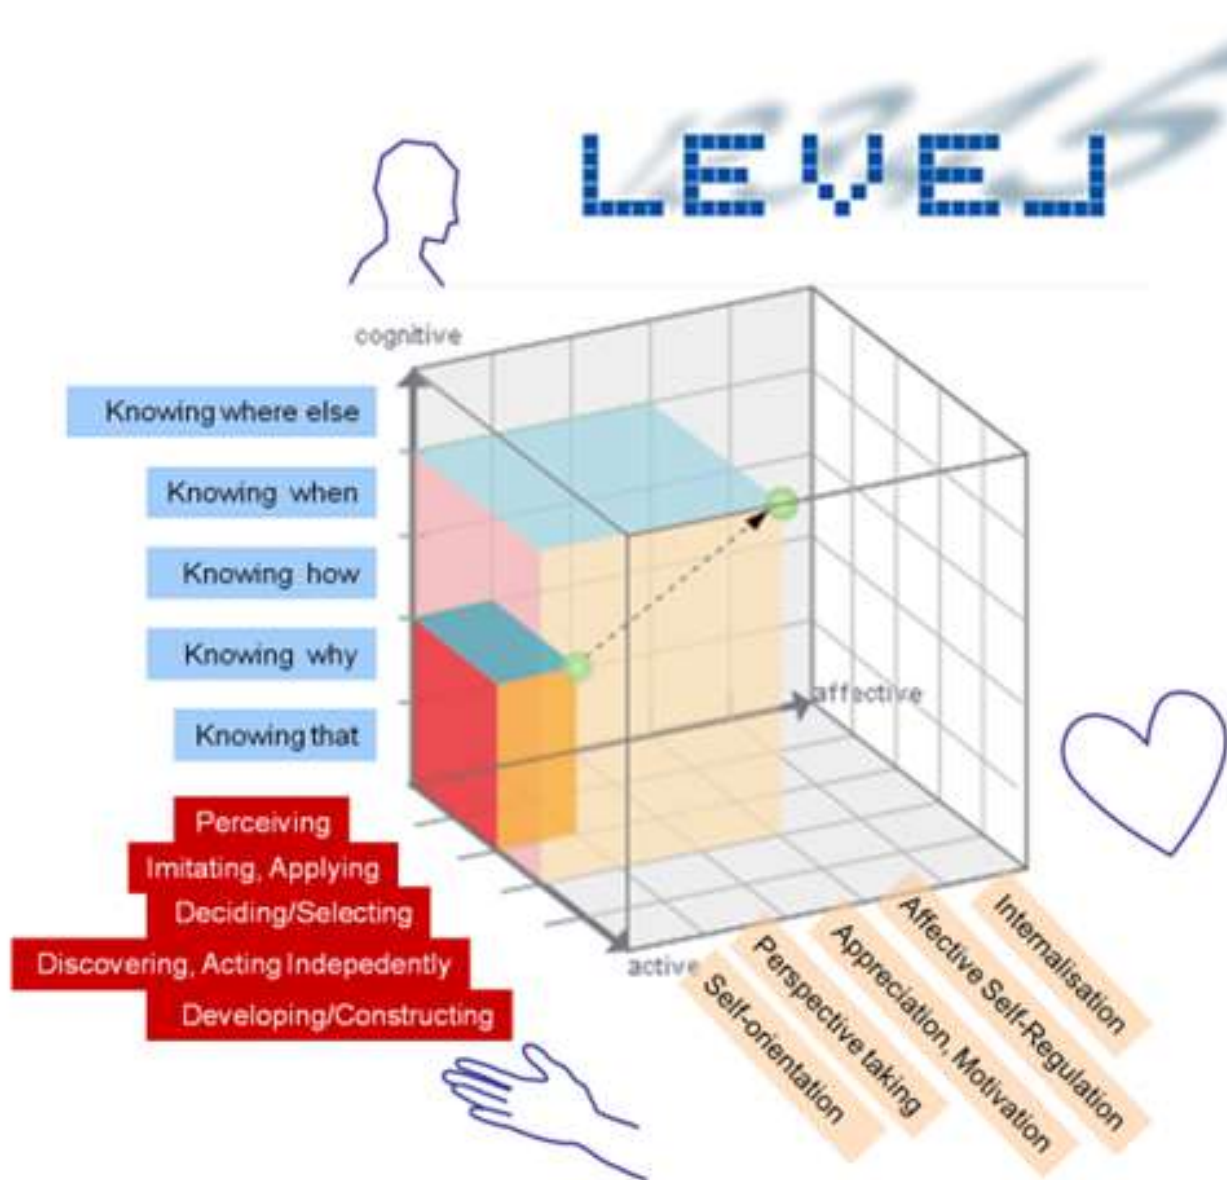 LEVEL
cognitive
Knowing where else
Knowing when
Knowing how
Knowing why
Knowing that
affective
Perceiving
Imitating, Applying
Deciding/Selecting
Discovering, Acting Indepedently
Developing/Constructing
active
Self-orientation
Perspective taking
Appreciation, Motivation
Affective Self-Regulation
Internalisation